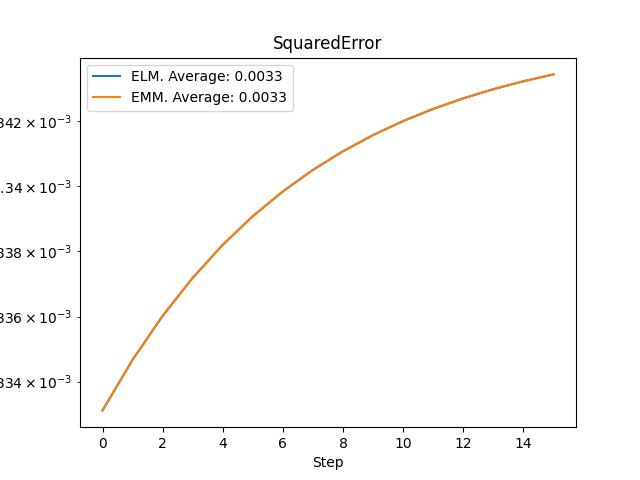 SquaredError
ELM. Average: 0.0033
EMM. Average: 0.0033
342 × 10⁻³
.34 × 10⁻³
338 × 10⁻³
336 × 10⁻³
334 × 10⁻³
0 2 4 6 8 10 12 14
Step